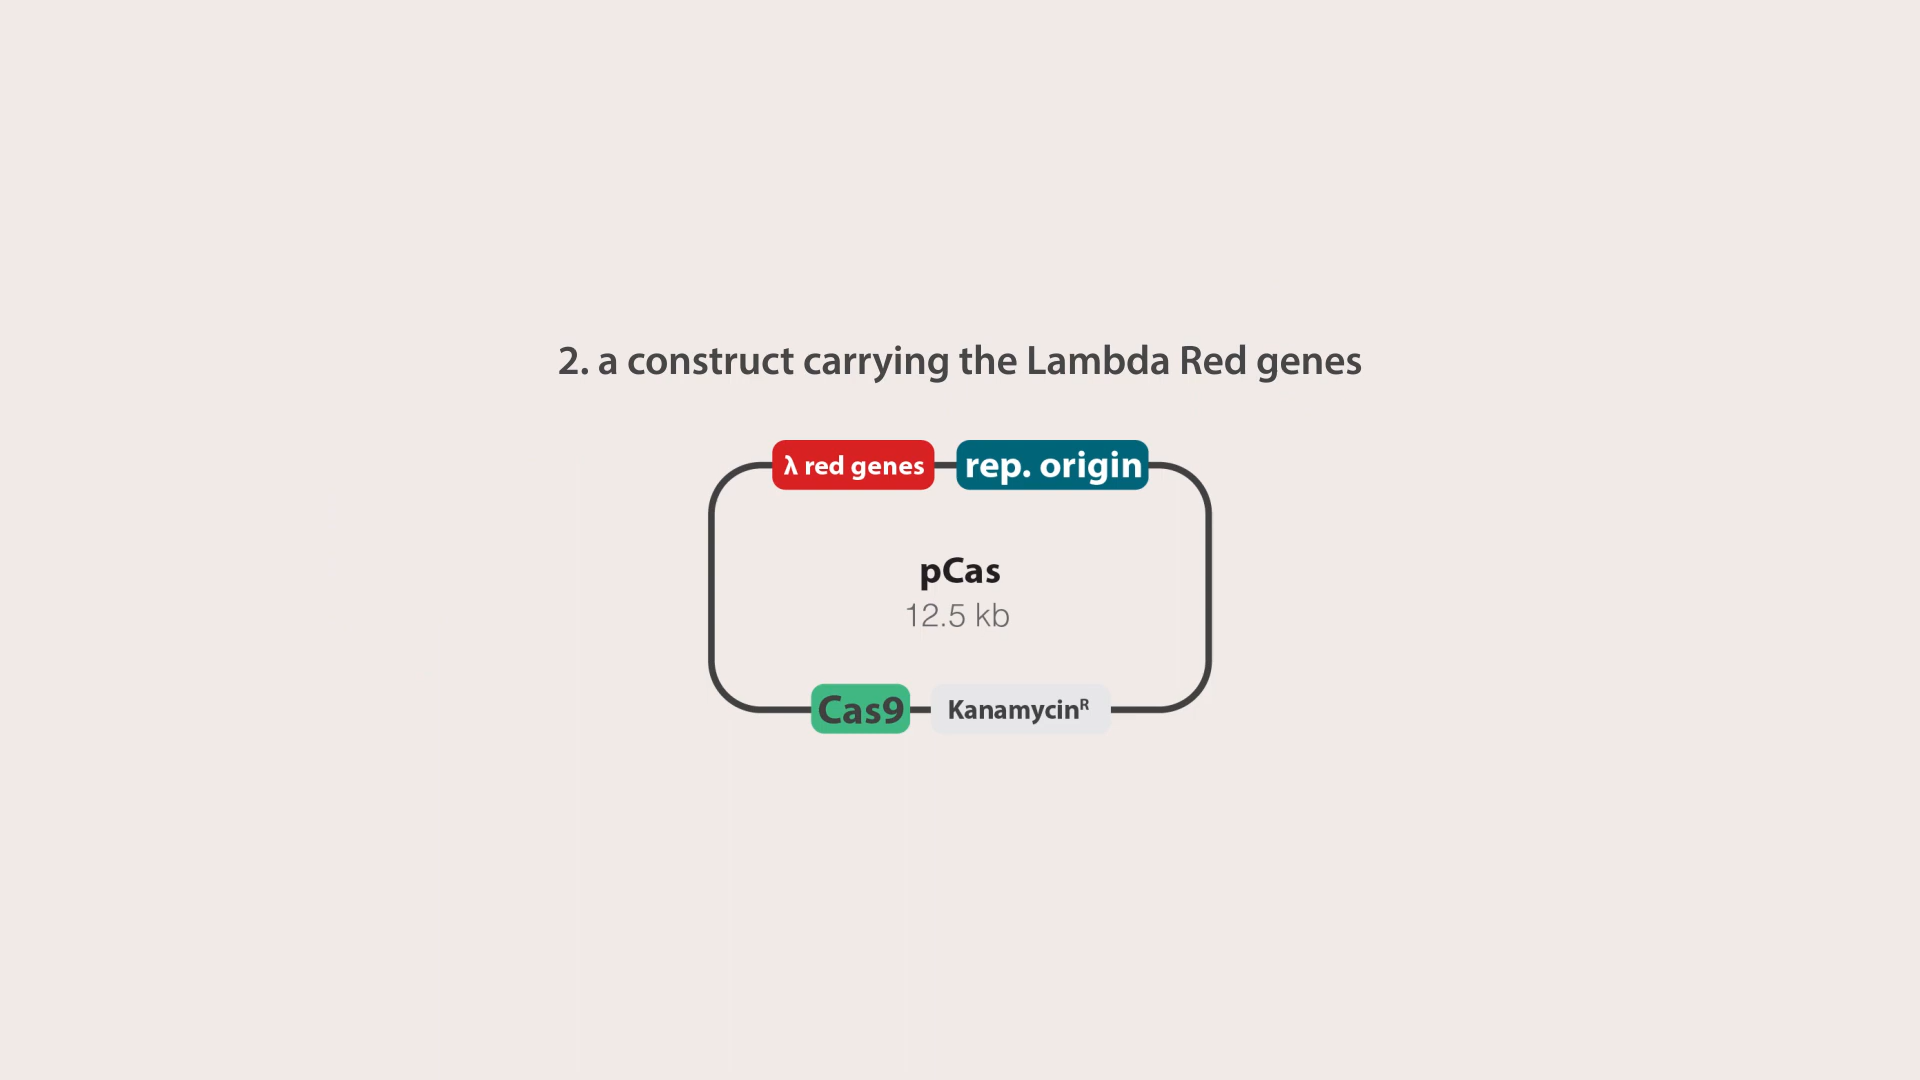 2. a construct carrying the Lambda Red genes
λ red genes
rep. origin
pCas
12.5 kb
Cas9
Kanamycinᴿ